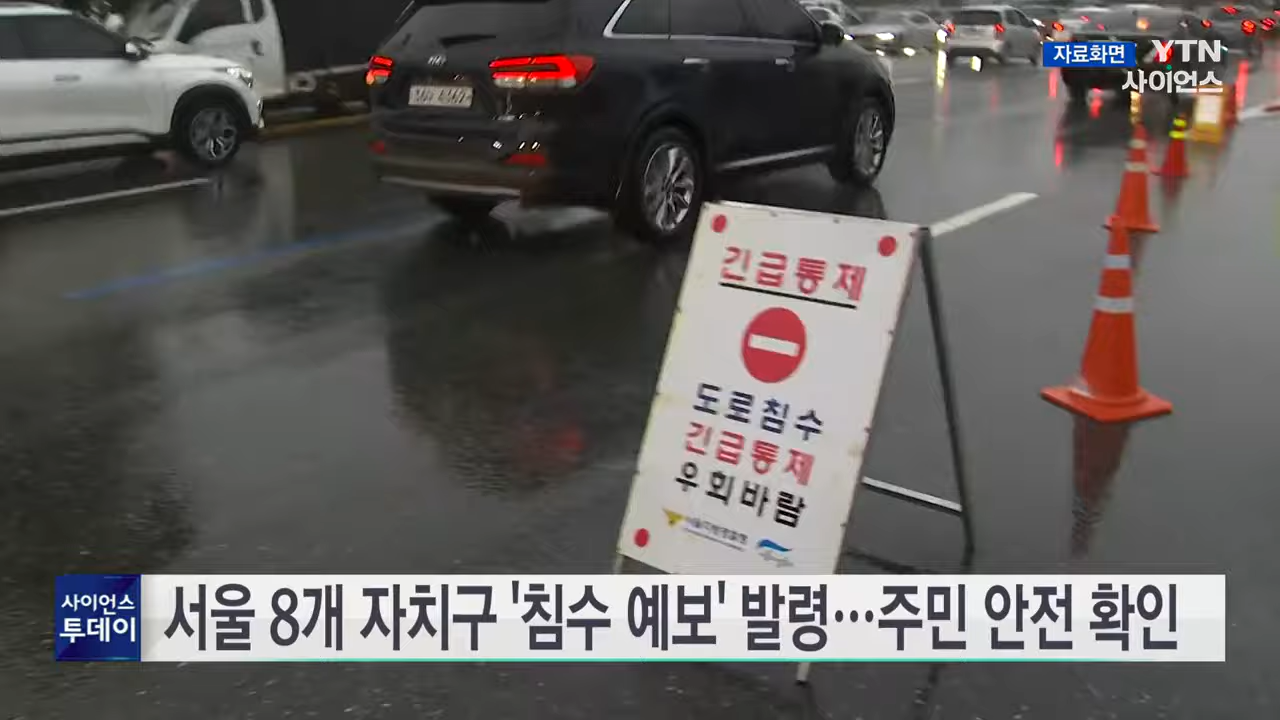 자료화면
YTN
사이언스
긴급통제
도로침수
긴급통제
우회바람
사이언스
투데이
서울 8개 자치구 '침수 예보' 발령…주민 안전 확인